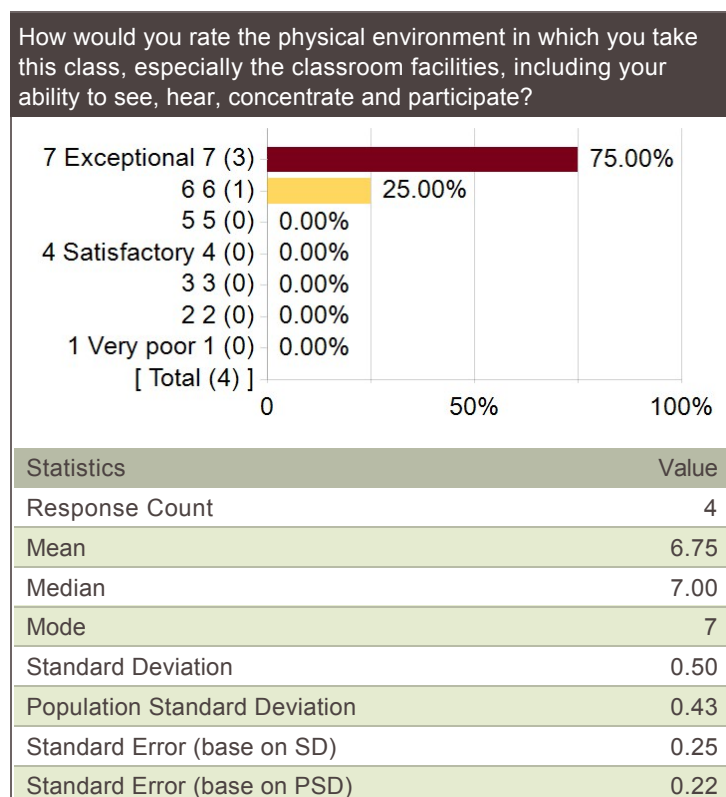 How would you rate the physical environment in which you take
this class, especially the classroom facilities, including your
ability to see, hear, concentrate and participate?
7 Exceptional 7 (3) 75.00%
6 6 (1) 25.00%
5 5 (0) 0.00%
4 Satisfactory 4 (0) 0.00%
3 3 (0) 0.00%
2 2 (0) 0.00%
1 Very poor 1 (0) 0.00%
[ Total (4) ]
0 50% 100%
Statistics Value
Response Count 4
Mean 6.75
Median 7.00
Mode 7
Standard Deviation 0.50
Population Standard Deviation 0.43
Standard Error (base on SD) 0.25
Standard Error (base on PSD) 0.22